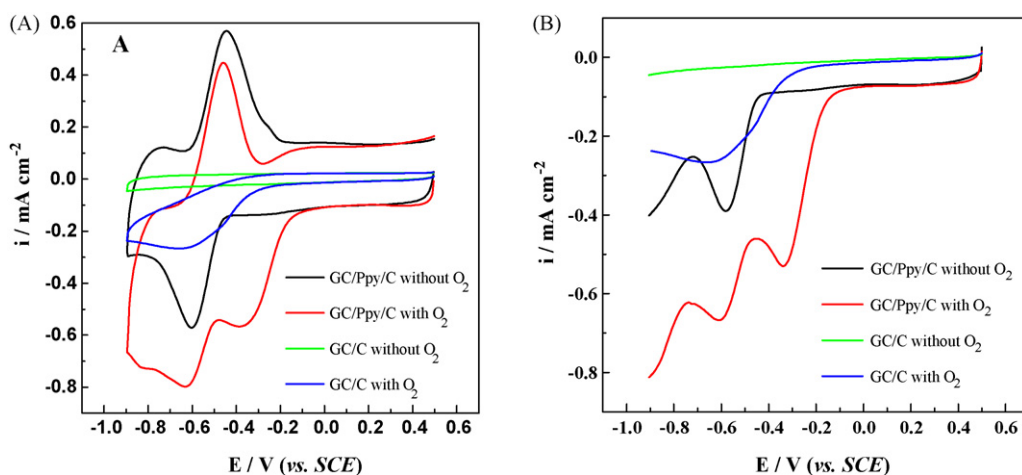 (A)
A
i / mA cm⁻²
0.6
0.4
0.2
0.0
-0.2
-0.4
-0.6
-0.8
GC/Ppy/C without O₂
GC/Ppy/C with O₂
GC/C without O₂
GC/C with O₂
-1.0 -0.8 -0.6 -0.4 -0.2 0.0 0.2 0.4 0.6
E / V (vs. SCE)
(B)
i / mA cm⁻²
0.0
-0.2
-0.4
-0.6
-0.8
GC/Ppy/C without O₂
GC/Ppy/C with O₂
GC/C without O₂
GC/C with O₂
-1.0 -0.8 -0.6 -0.4 -0.2 0.0 0.2 0.4 0.6
E / V (vs. SCE)